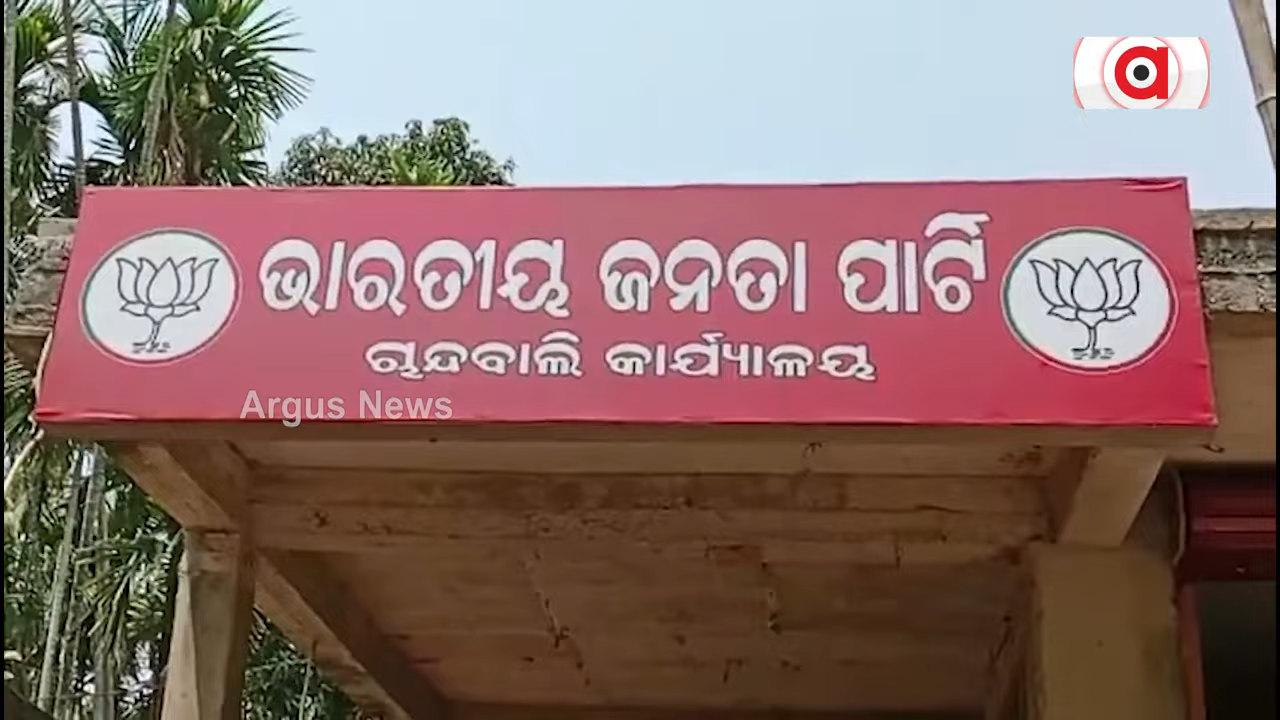 ଭାରତୀୟ ଜନତା ପାର୍ଟି
ଚାନ୍ଦବାଲି କାର୍ଯ୍ୟାଳୟ
Argus News
a